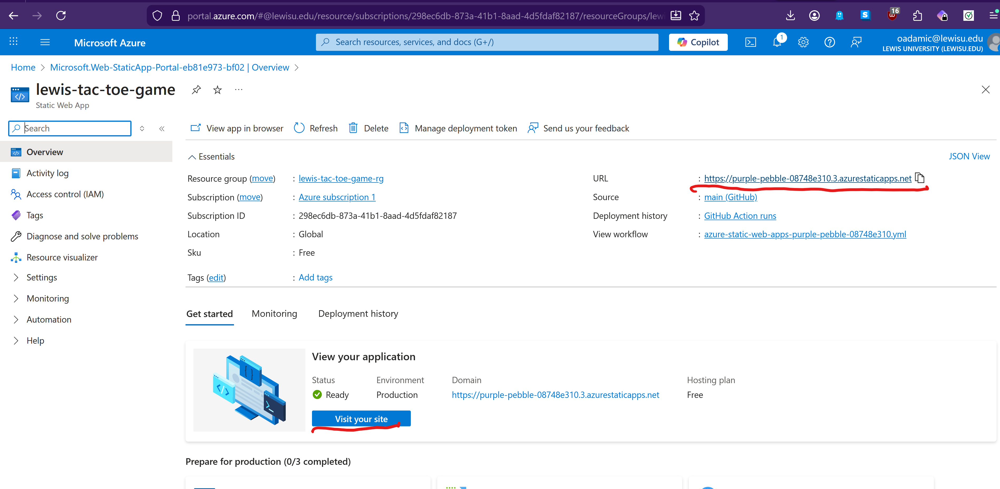 portal.azure.com/#@lewisu.edu/resource/subscriptions/298ec6db-873a-41b1-8aad-4d5fdaf82187/resourceGroups/lewi
16
Microsoft Azure
Search resources, services, and docs (G+/)
Copilot
1
oadamic@lewisu.edu
LEWIS UNIVERSITY (LEWISU.EDU)
Home > Microsoft.Web-StaticApp-Portal-eb81e973-bf02 | Overview >
lewis-tac-toe-game
Static Web App
Search
Overview
Activity log
Access control (IAM)
Tags
Diagnose and solve problems
Resource visualizer
Settings
Monitoring
Automation
Help
View app in browser
Refresh
Delete
Manage deployment token
Send us your feedback
Essentials
JSON View
Resource group (move) : lewis-tac-toe-game-rg
Subscription (move) : Azure subscription 1
Subscription ID : 298ec6db-873a-41b1-8aad-4d5fdaf82187
Location : Global
Sku : Free
Tags (edit) : Add tags
URL : https://purple-pebble-08748e310.3.azurestaticapps.net
Source : main (GitHub)
Deployment history : GitHub Action runs
View workflow : azure-static-web-apps-purple-pebble-08748e310.yml
Get started
Monitoring
Deployment history
View your application
Status
Ready
Environment
Production
Domain
https://purple-pebble-08748e310.3.azurestaticapps.net
Hosting plan
Free
Visit your site
Prepare for production (0/3 completed)